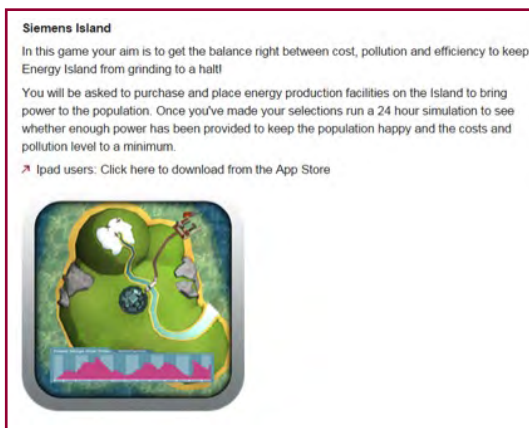 Siemens Island
In this game your aim is to get the balance right between cost, pollution and efficiency to keep
Energy Island from grinding to a halt!
You will be asked to purchase and place energy production facilities on the Island to bring
power to the population. Once you've made your selections run a 24 hour simulation to see
whether enough power has been provided to keep the population happy and the costs and
pollution level to a minimum.
Ipad users: Click here to download from the App Store